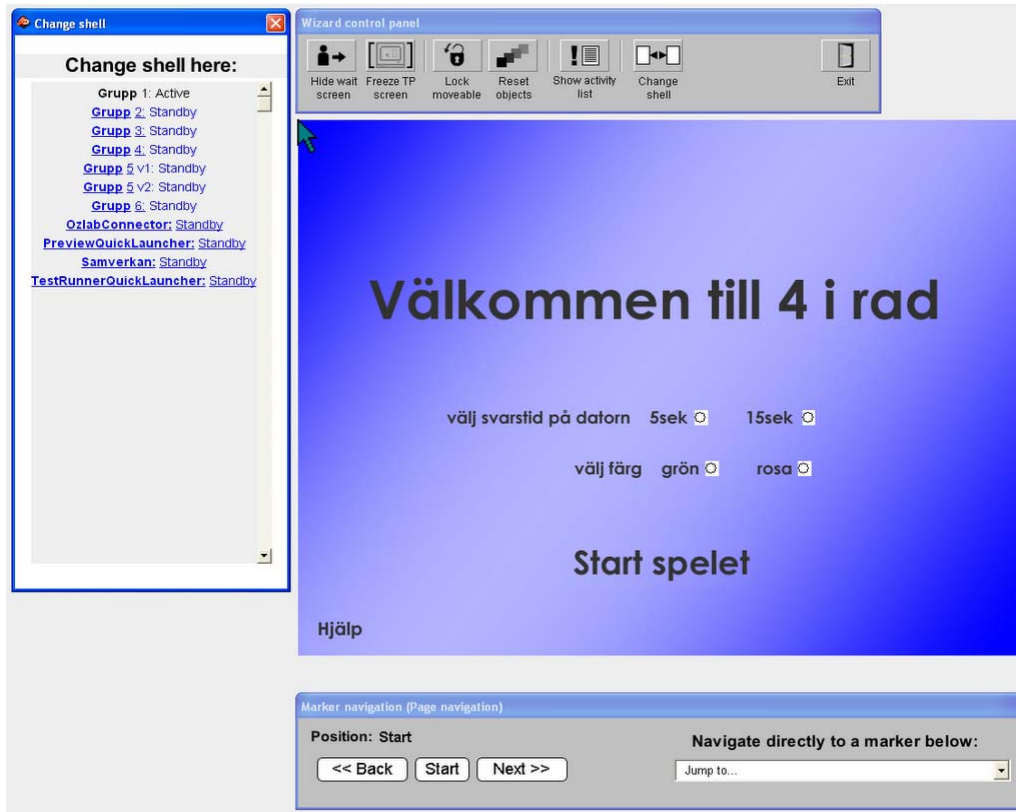 Change shell
Change shell here:
Grupp 1: Active
Grupp 2: Standby
Grupp 3: Standby
Grupp 4: Standby
Grupp 5 v1: Standby
Grupp 5 v2: Standby
Grupp 6: Standby
OzlabConnector: Standby
PreviewQuickLauncher: Standby
Samverkan: Standby
TestRunnerQuickLauncher: Standby
Wizard control panel
Hide wait screen
Freeze TP screen
Lock moveable
Reset objects
Show activity list
Change shell
Exit
Välkommen till 4 i rad
välj svarstid på datorn 5sek 15sek
välj färg grön rosa
Start spelet
Hjälp
Marker navigation (Page navigation)
Position: Start
<< Back Start Next >>
Navigate directly to a marker below:
Jump to...